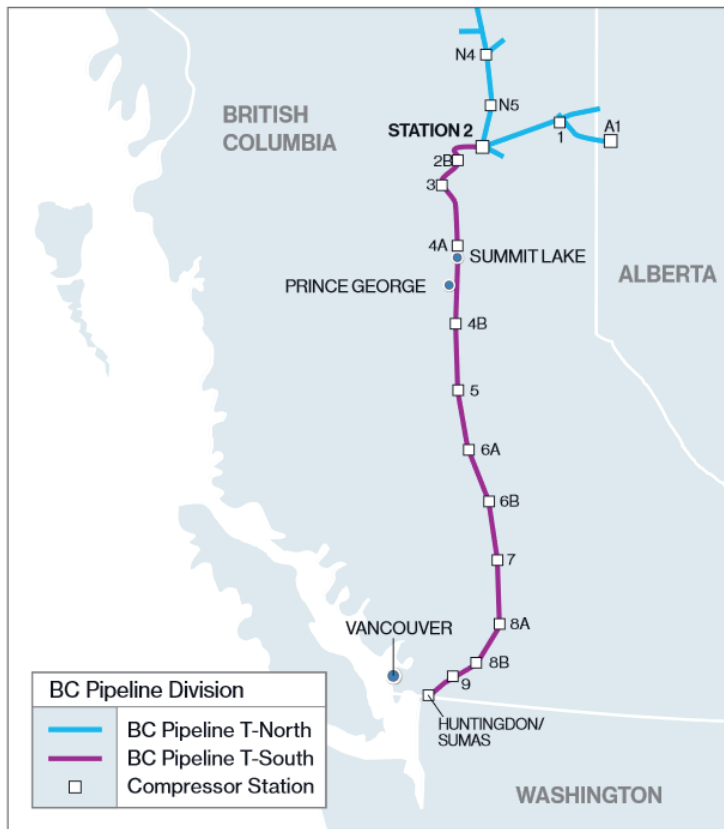 N4
N5
BRITISH
COLUMBIA
STATION 2
1
A1
2B
3
4A
SUMMIT LAKE
ALBERTA
PRINCE GEORGE
4B
5
6A
6B
7
8A
VANCOUVER
8B
9
HUNTINGDON/
SUMAS
BC Pipeline Division
BC Pipeline T-North
BC Pipeline T-South
Compressor Station
WASHINGTON